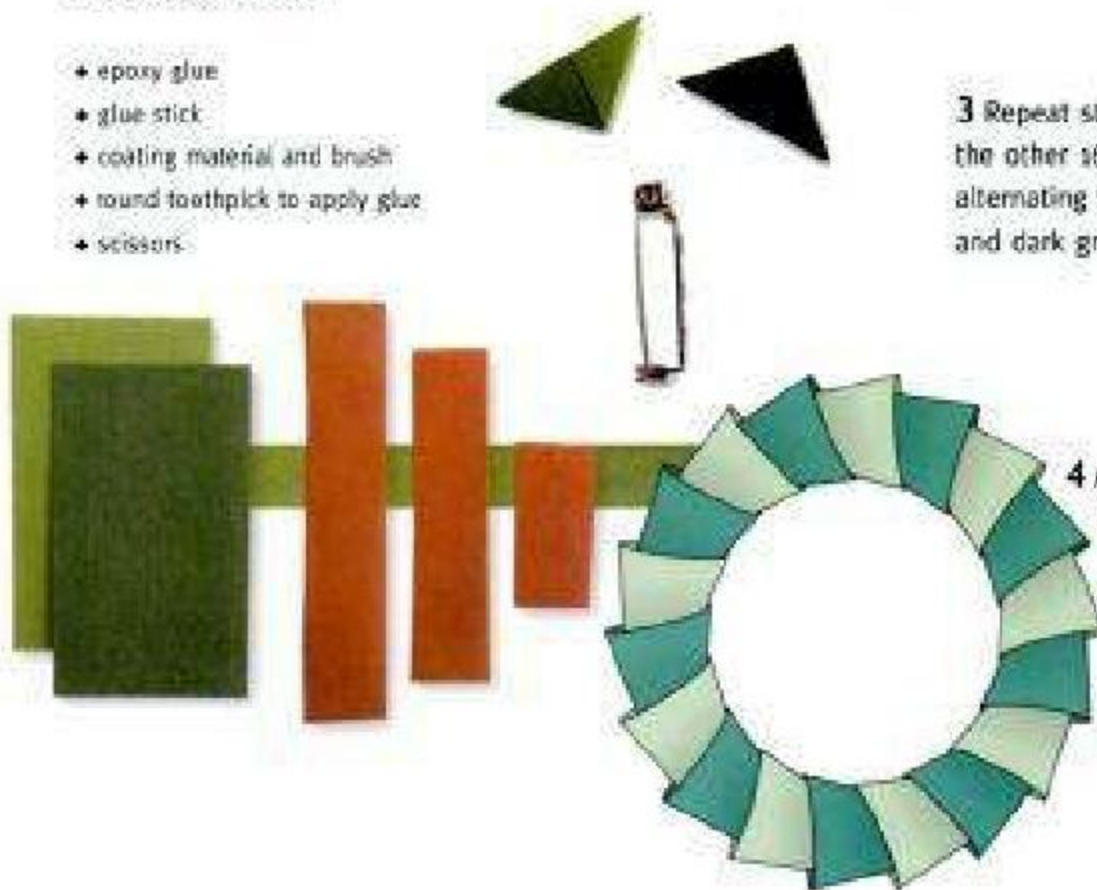 + epoxy glue
+ glue stick
+ coating material and brush
+ round toothpick to apply glue
+ scissors
3 Repeat
the other
alternating
and dark
4